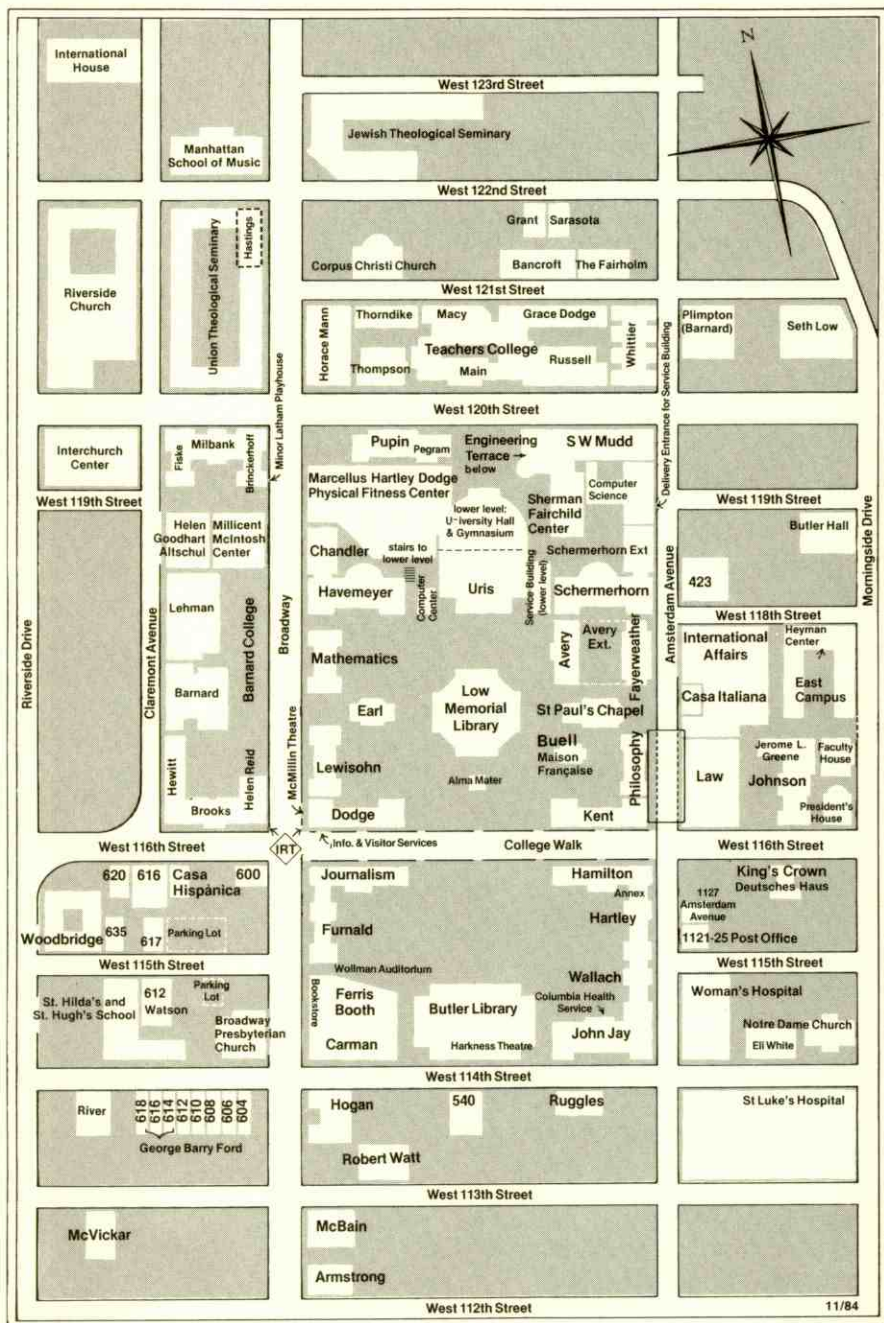 N
International
House
West 123rd Street
Jewish Theological Seminary
Manhattan
School of Music
West 122nd Street
Hastings
Union Theological Seminary
Riverside
Church
Grant
Sarasota
Corpus Christi Church
Bancroft
The Fairholm
West 121st Street
Horace Mann
Thorndike
Macy
Grace Dodge
Teachers College
Thompson
Main
Russell
Whittier
Plimpton
(Barnard)
Seth Low
Minor Latham Playhouse
Delivery Entrance for Service Building
West 120th Street
Interchurch
Center
Fiske
Milbank
Brinckerhoff
Pupin
Pegram
Engineering
Terrace →
below
S W Mudd
Marcellus Hartley Dodge
Physical Fitness Center
Computer
Science
Sherman
Fairchild
Center
lower level:
University Hall
& Gymnasium
West 119th Street
West 119th Street
Helen
Goodhart
Altschul
Millicent
McIntosh
Center
Butler Hall
Chandler
stairs to
lower level
Schermerhorn Ext
Service Building
(lower level)
Havemeyer
Computer
Center
Uris
Schermerhorn
423
Lehman
West 118th Street
Riverside Drive
Claremont Avenue
Barnard College
Broadway
Amsterdam Avenue
Morningside Drive
Mathematics
Avery
Avery
Ext.
Fayerweather
International
Affairs
Heyman
Center
East
Campus
Barnard
Earl
Low
Memorial
Library
St Paul's Chapel
Casa Italiana
McMillin Theatre
Hewitt
Helen Reid
Lewisohn
Alma Mater
Buell
Maison
Française
Philosophy
Law
Jerome L.
Greene
Johnson
Faculty
House
President's
House
Brooks
Dodge
Kent
West 116th Street
IRT
Info. & Visitor Services
College Walk
West 116th Street
620
616
Casa
Hispánica
600
Journalism
Hamilton
Annex
King's Crown
Deutsches Haus
1127
Amsterdam
Avenue
Woodbridge
635
617
Parking Lot
Furnald
Hartley
1121-25 Post Office
West 115th Street
West 115th Street
Wollman Auditorium
Wallach
St. Hilda's and
St. Hugh's School
612
Watson
Parking
Lot
Broadway
Presbyterian
Church
Bookstore
Ferris
Booth
Carman
Butler Library
Harkness Theatre
Columbia Health
Service
John Jay
Woman's Hospital
Notre Dame Church
Eli White
West 114th Street
River
618
616
614
612
610
608
606
604
George Barry Ford
Hogan
540
Ruggles
St Luke's Hospital
Robert Watt
West 113th Street
McVickar
McBain
Armstrong
West 112th Street
11/84